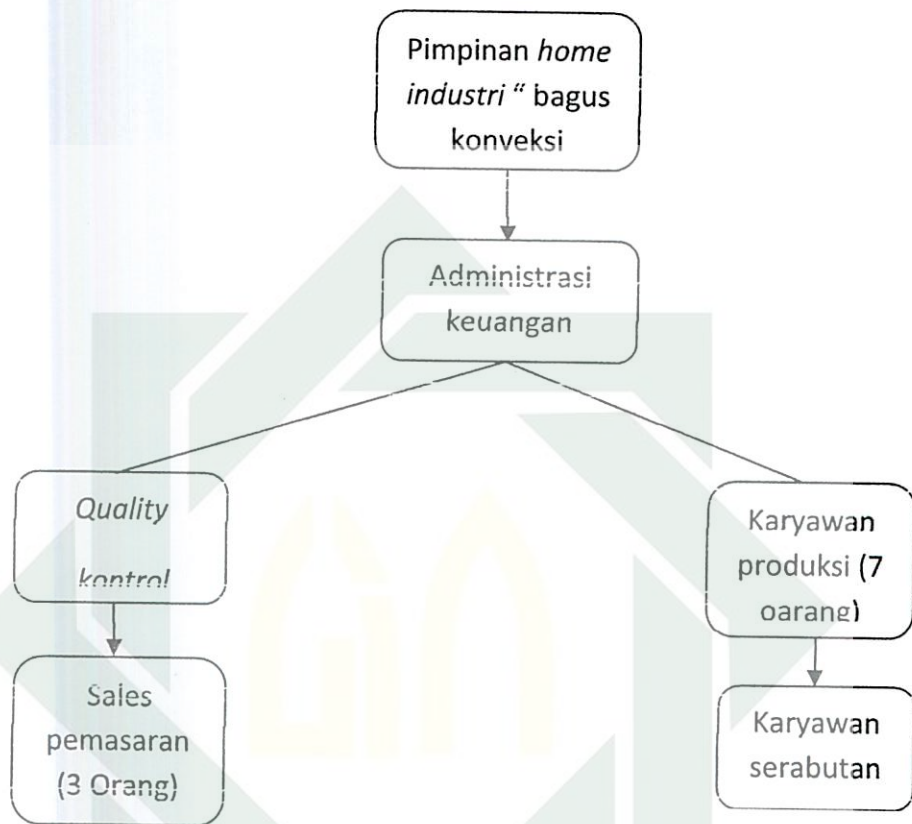 Pimpinan home
industri “ bagus
konveksi
Administrasi
keuangan
Quality
kontrol
Karyawan
produksi (7
oarang)
Sales
pemasaran
(3 Orang)
Karyawan
serabutan